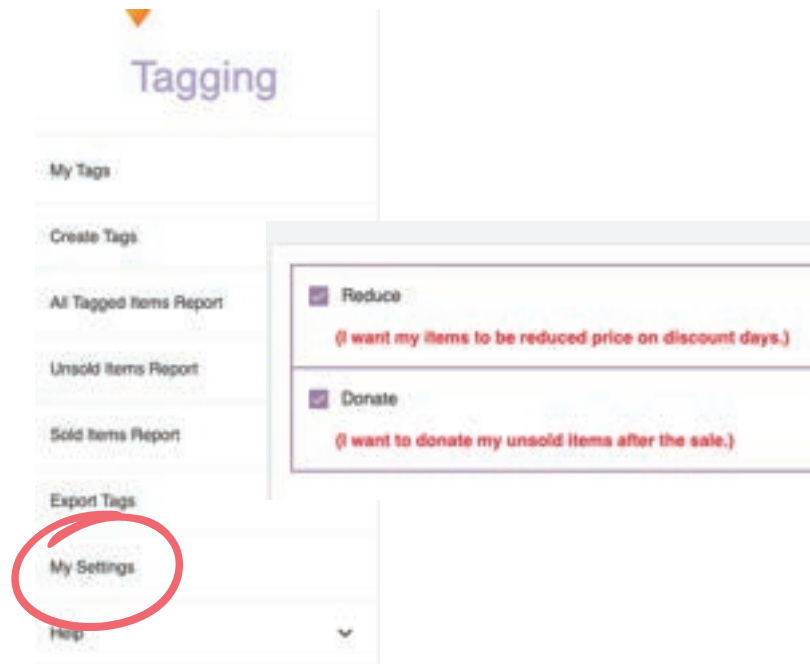 Tagging
My Tags
Create Tags
All Tagged Items Report
Unsold Items Report
Sold Items Report
Export Tags
My Settings
Help
Reduce
(I want my items to be reduced price on discount days.)
Donate
(I want to donate my unsold items after the sale.)